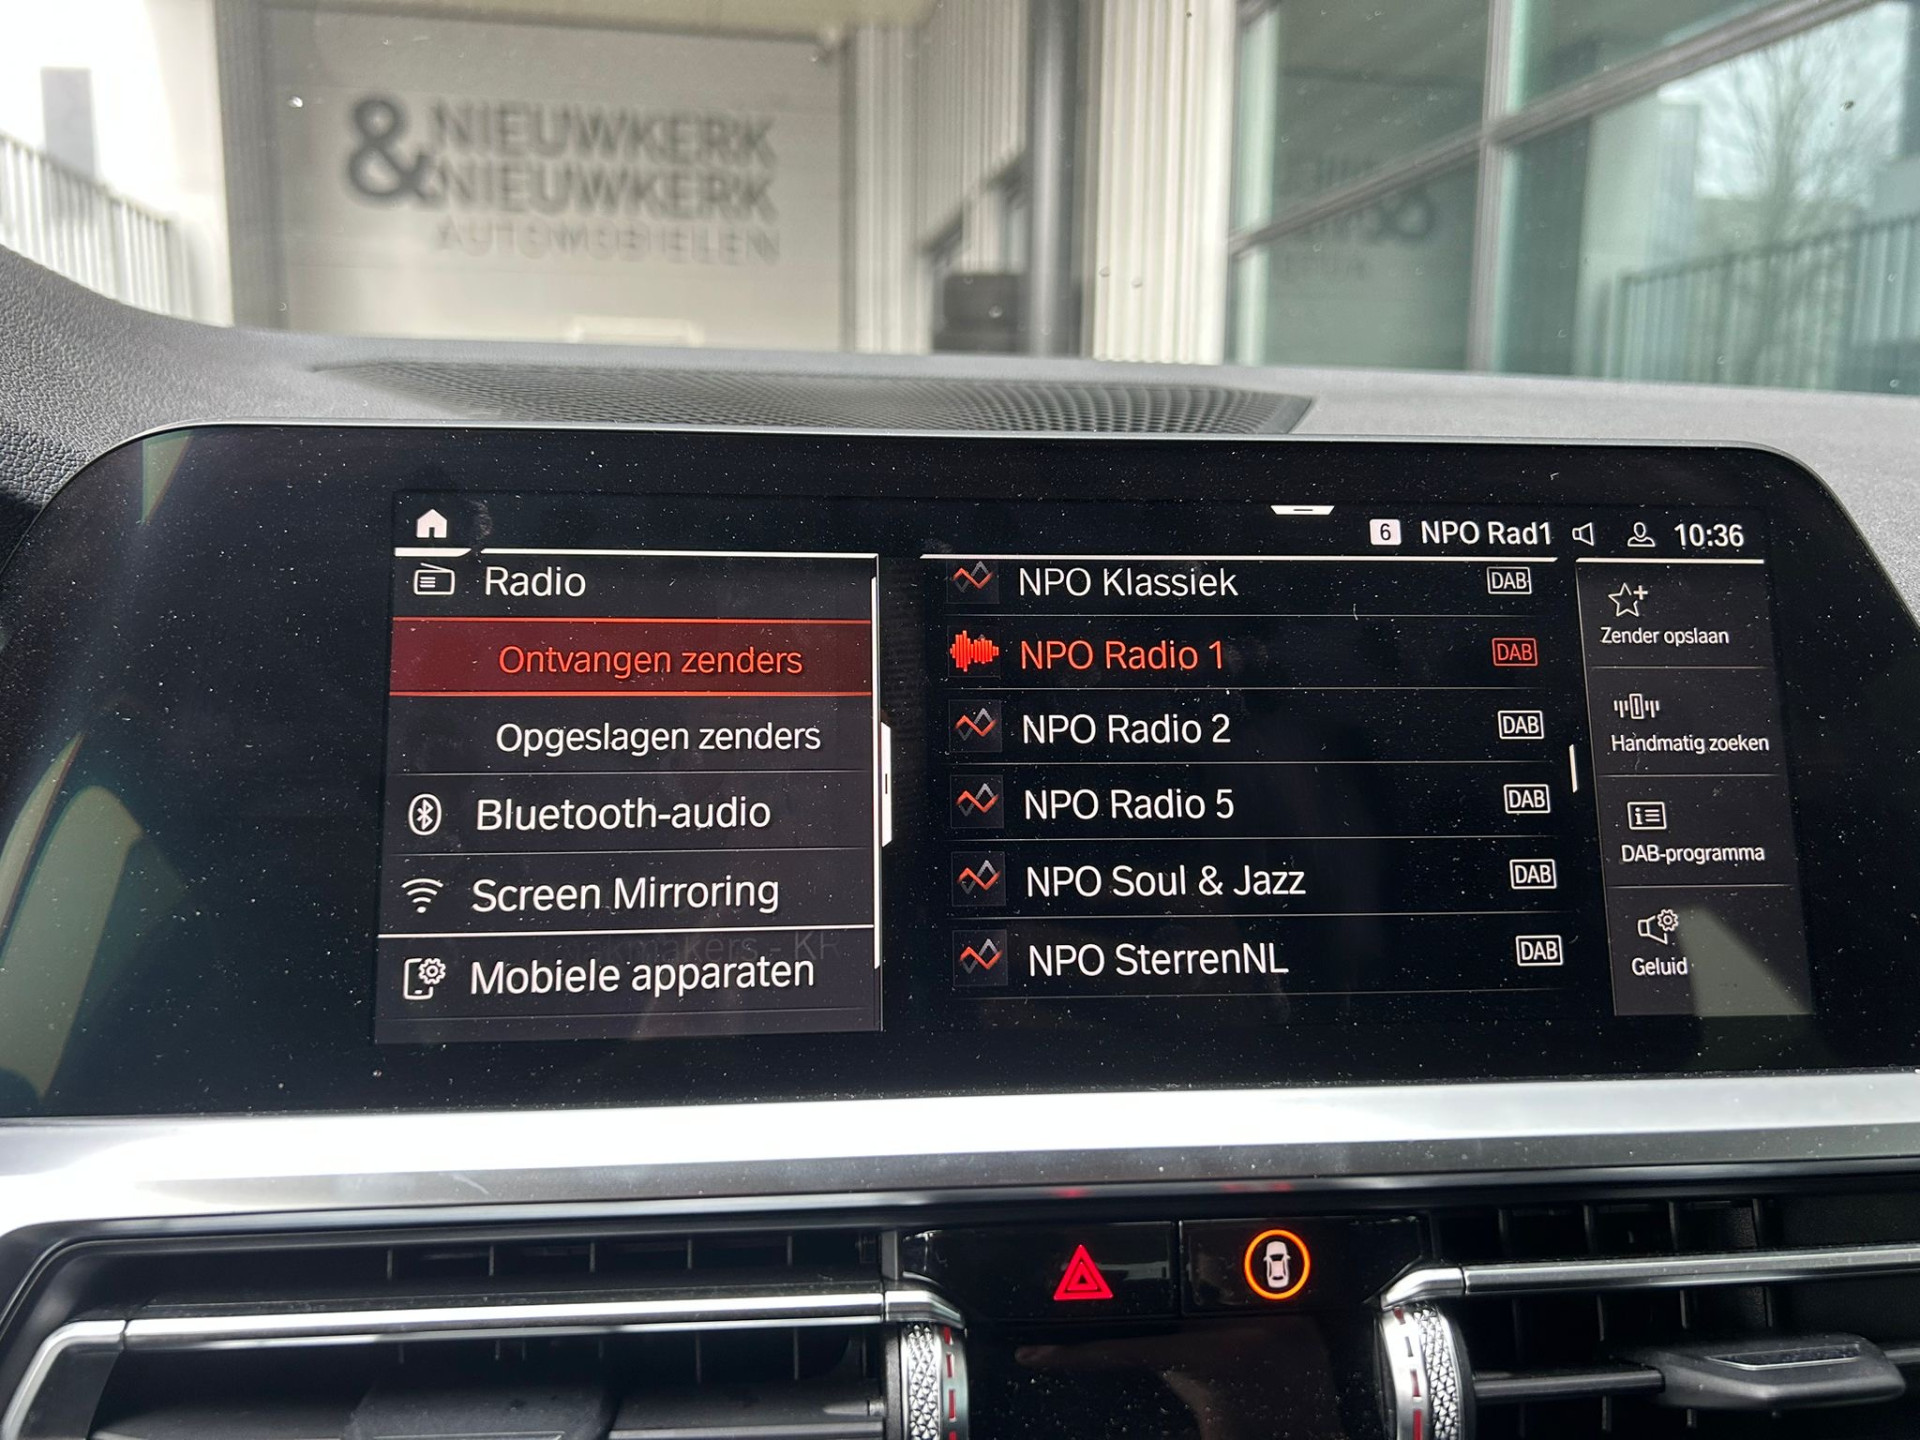 & NIEUWKERK
NIEUWKERK
AUTOMOBIELEN
6 NPO Rad1 10:36
Radio
Ontvangen zenders
Opgeslagen zenders
Bluetooth-audio
Screen Mirroring
Mobiele apparaten
NPO Klassiek DAB
NPO Radio 1 DAB
NPO Radio 2 DAB
NPO Radio 5 DAB
NPO Soul & Jazz DAB
NPO SterrenNL DAB
Zender opslaan
Handmatig zoeken
DAB-programma
Geluid